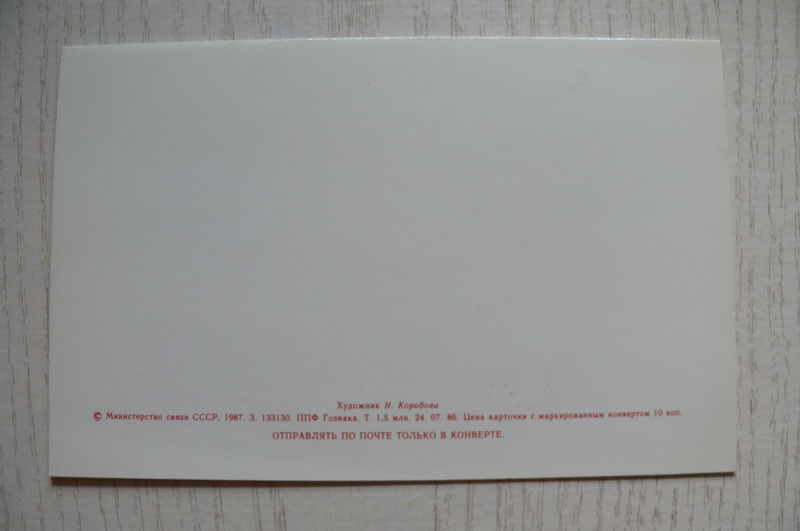 Художник Н. Коробова
© Министерство связи СССР, 1987. З. 133130. ППФ Гознака. Т. 1,5 млн. 24. 07. 86. Цена карточки с маркированным конвертом 10 коп.
ОТПРАВЛЯТЬ ПО ПОЧТЕ ТОЛЬКО В КОНВЕРТЕ.